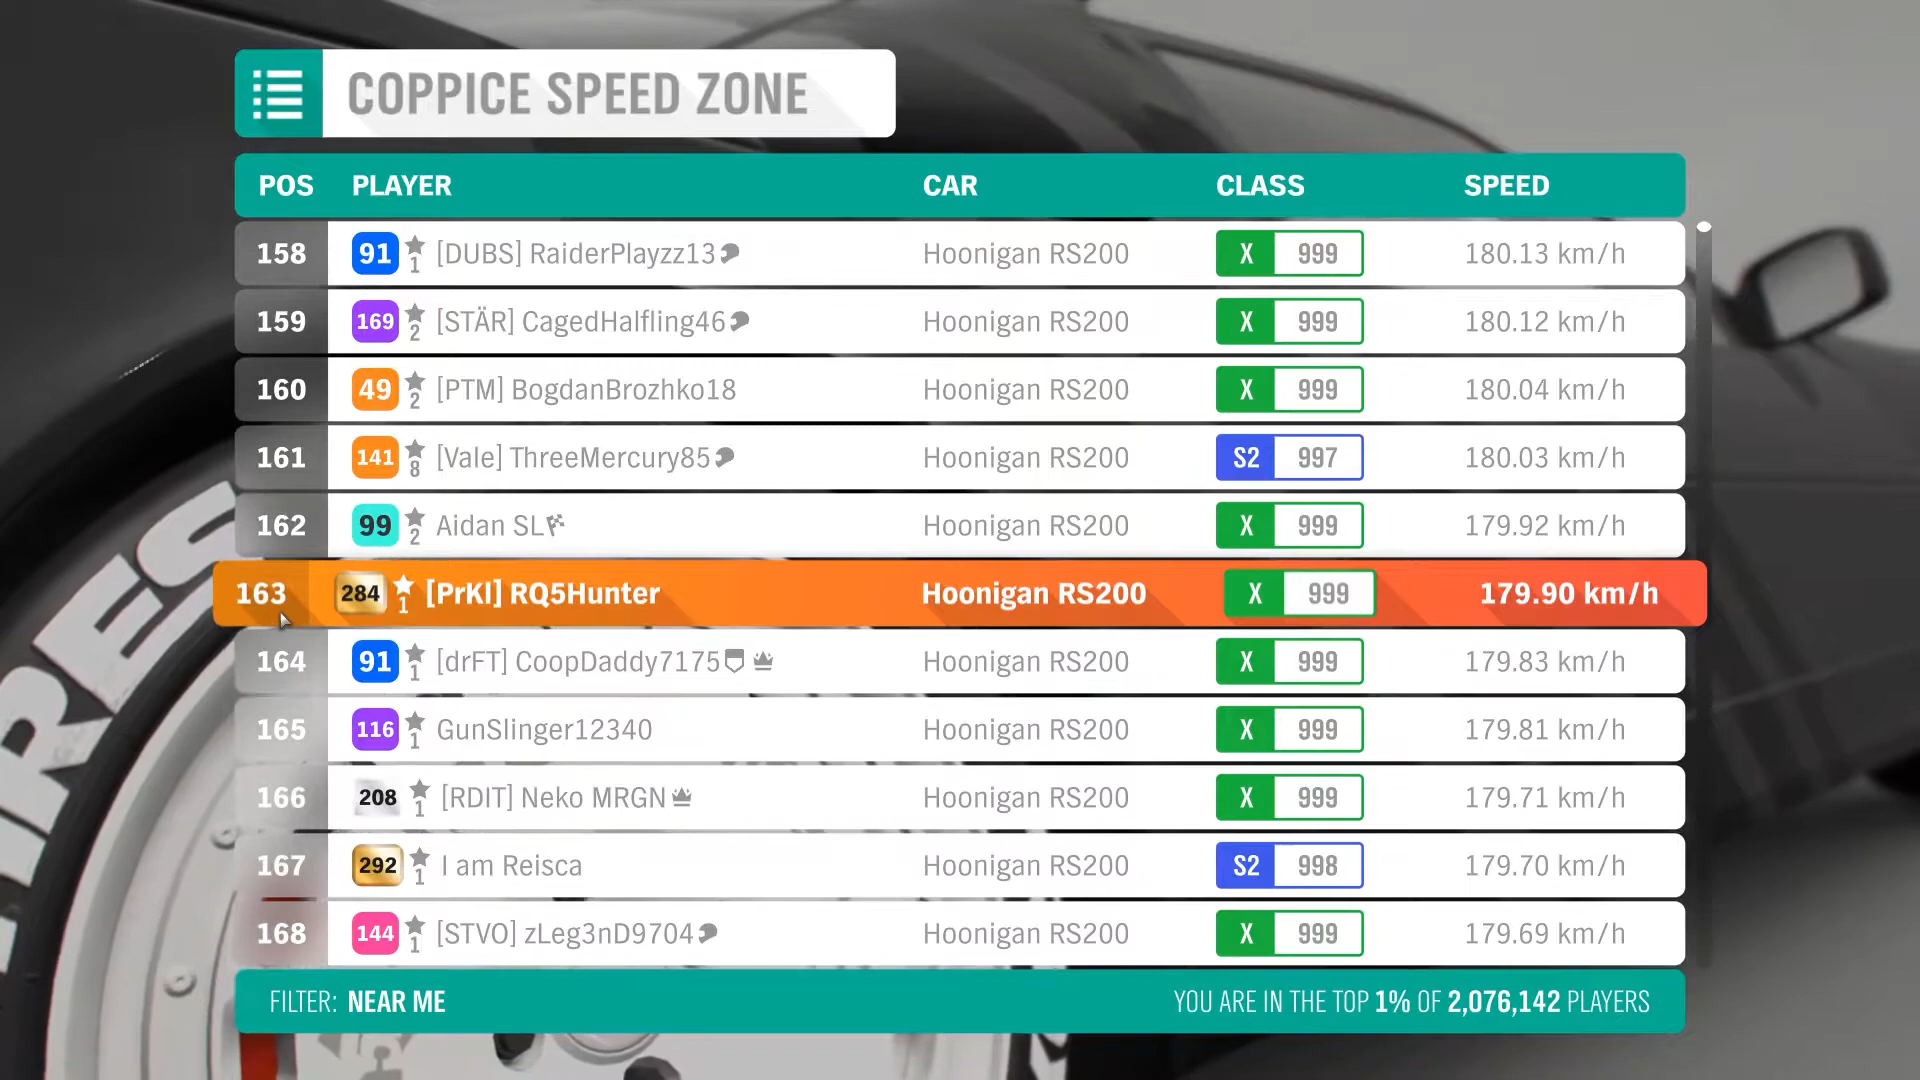 COPPICE SPEED ZONE
POS PLAYER CAR CLASS SPEED
158 91 1 [DUBS] RaiderPlayzz13 Hoonigan RS200 X 999 180.13 km/h
159 169 2 [STÄR] CagedHalfling46 Hoonigan RS200 X 999 180.12 km/h
160 49 2 [PTM] BogdanBrozhko18 Hoonigan RS200 X 999 180.04 km/h
161 141 8 [Vale] ThreeMercury85 Hoonigan RS200 S2 997 180.03 km/h
162 99 2 Aidan SL Hoonigan RS200 X 999 179.92 km/h
163 284 1 [PrKI] RQ5Hunter Hoonigan RS200 X 999 179.90 km/h
164 91 1 [drFT] CoopDaddy7175 Hoonigan RS200 X 999 179.83 km/h
165 116 1 GunSlinger12340 Hoonigan RS200 X 999 179.81 km/h
166 208 1 [RDIT] Neko MRGN Hoonigan RS200 X 999 179.71 km/h
167 292 1 I am Reisca Hoonigan RS200 S2 998 179.70 km/h
168 144 1 [STVO] zLeg3nD9704 Hoonigan RS200 X 999 179.69 km/h
FILTER: NEAR ME YOU ARE IN THE TOP 1% OF 2,076,142 PLAYERS